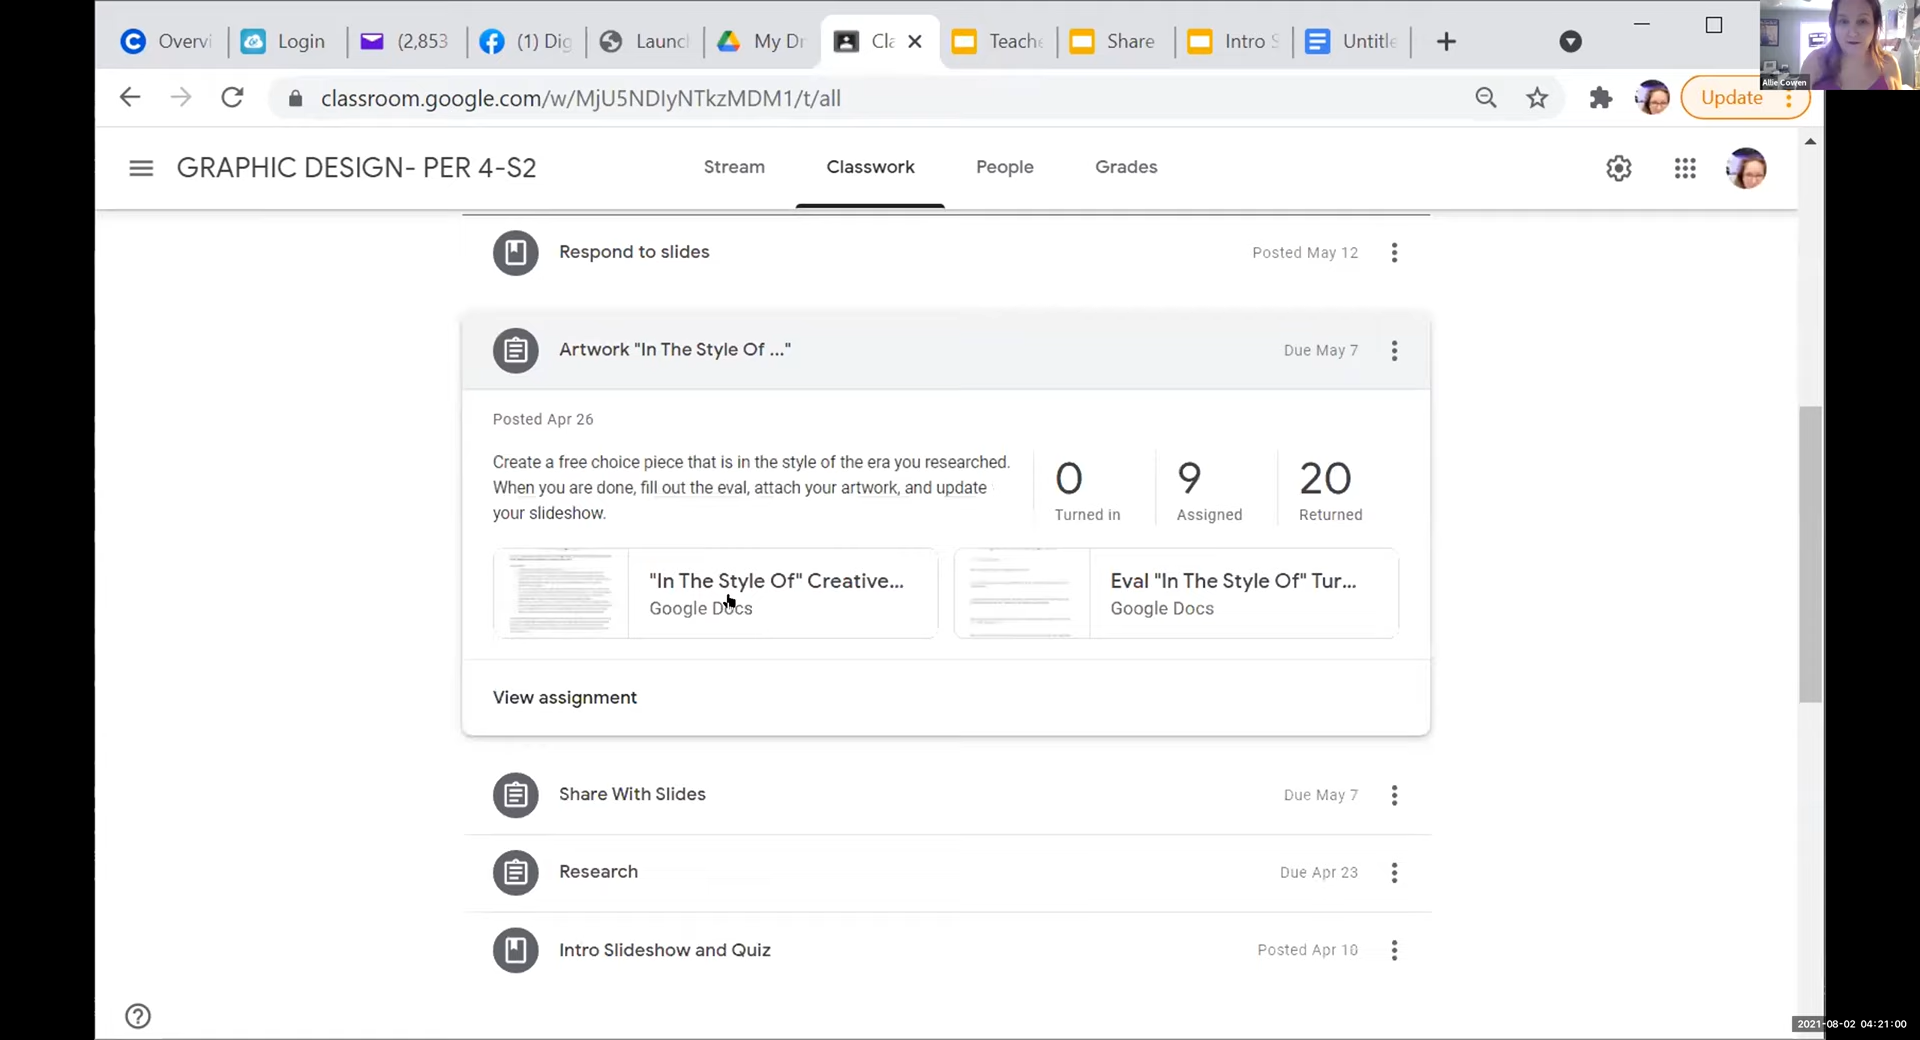 Overvi
Login
(2,853
(1) Dig
Launc
My Dr
Cla
Teache
Share
Intro S
Untitle
Allie Cowen
classroom.google.com/w/MjU5NDIyNTkzMDM1/t/all
Update
GRAPHIC DESIGN- PER 4-S2
Stream
Classwork
People
Grades
Respond to slides
Posted May 12
Artwork "In The Style Of ..."
Due May 7
Posted Apr 26
Create a free choice piece that is in the style of the era you researched.
When you are done, fill out the eval, attach your artwork, and update
your slideshow.
0
Turned in
9
Assigned
20
Returned
"In The Style Of" Creative...
Google Docs
Eval "In The Style Of" Tur...
Google Docs
View assignment
Share With Slides
Due May 7
Research
Due Apr 23
Intro Slideshow and Quiz
Posted Apr 10
2021-08-02 04:21:00